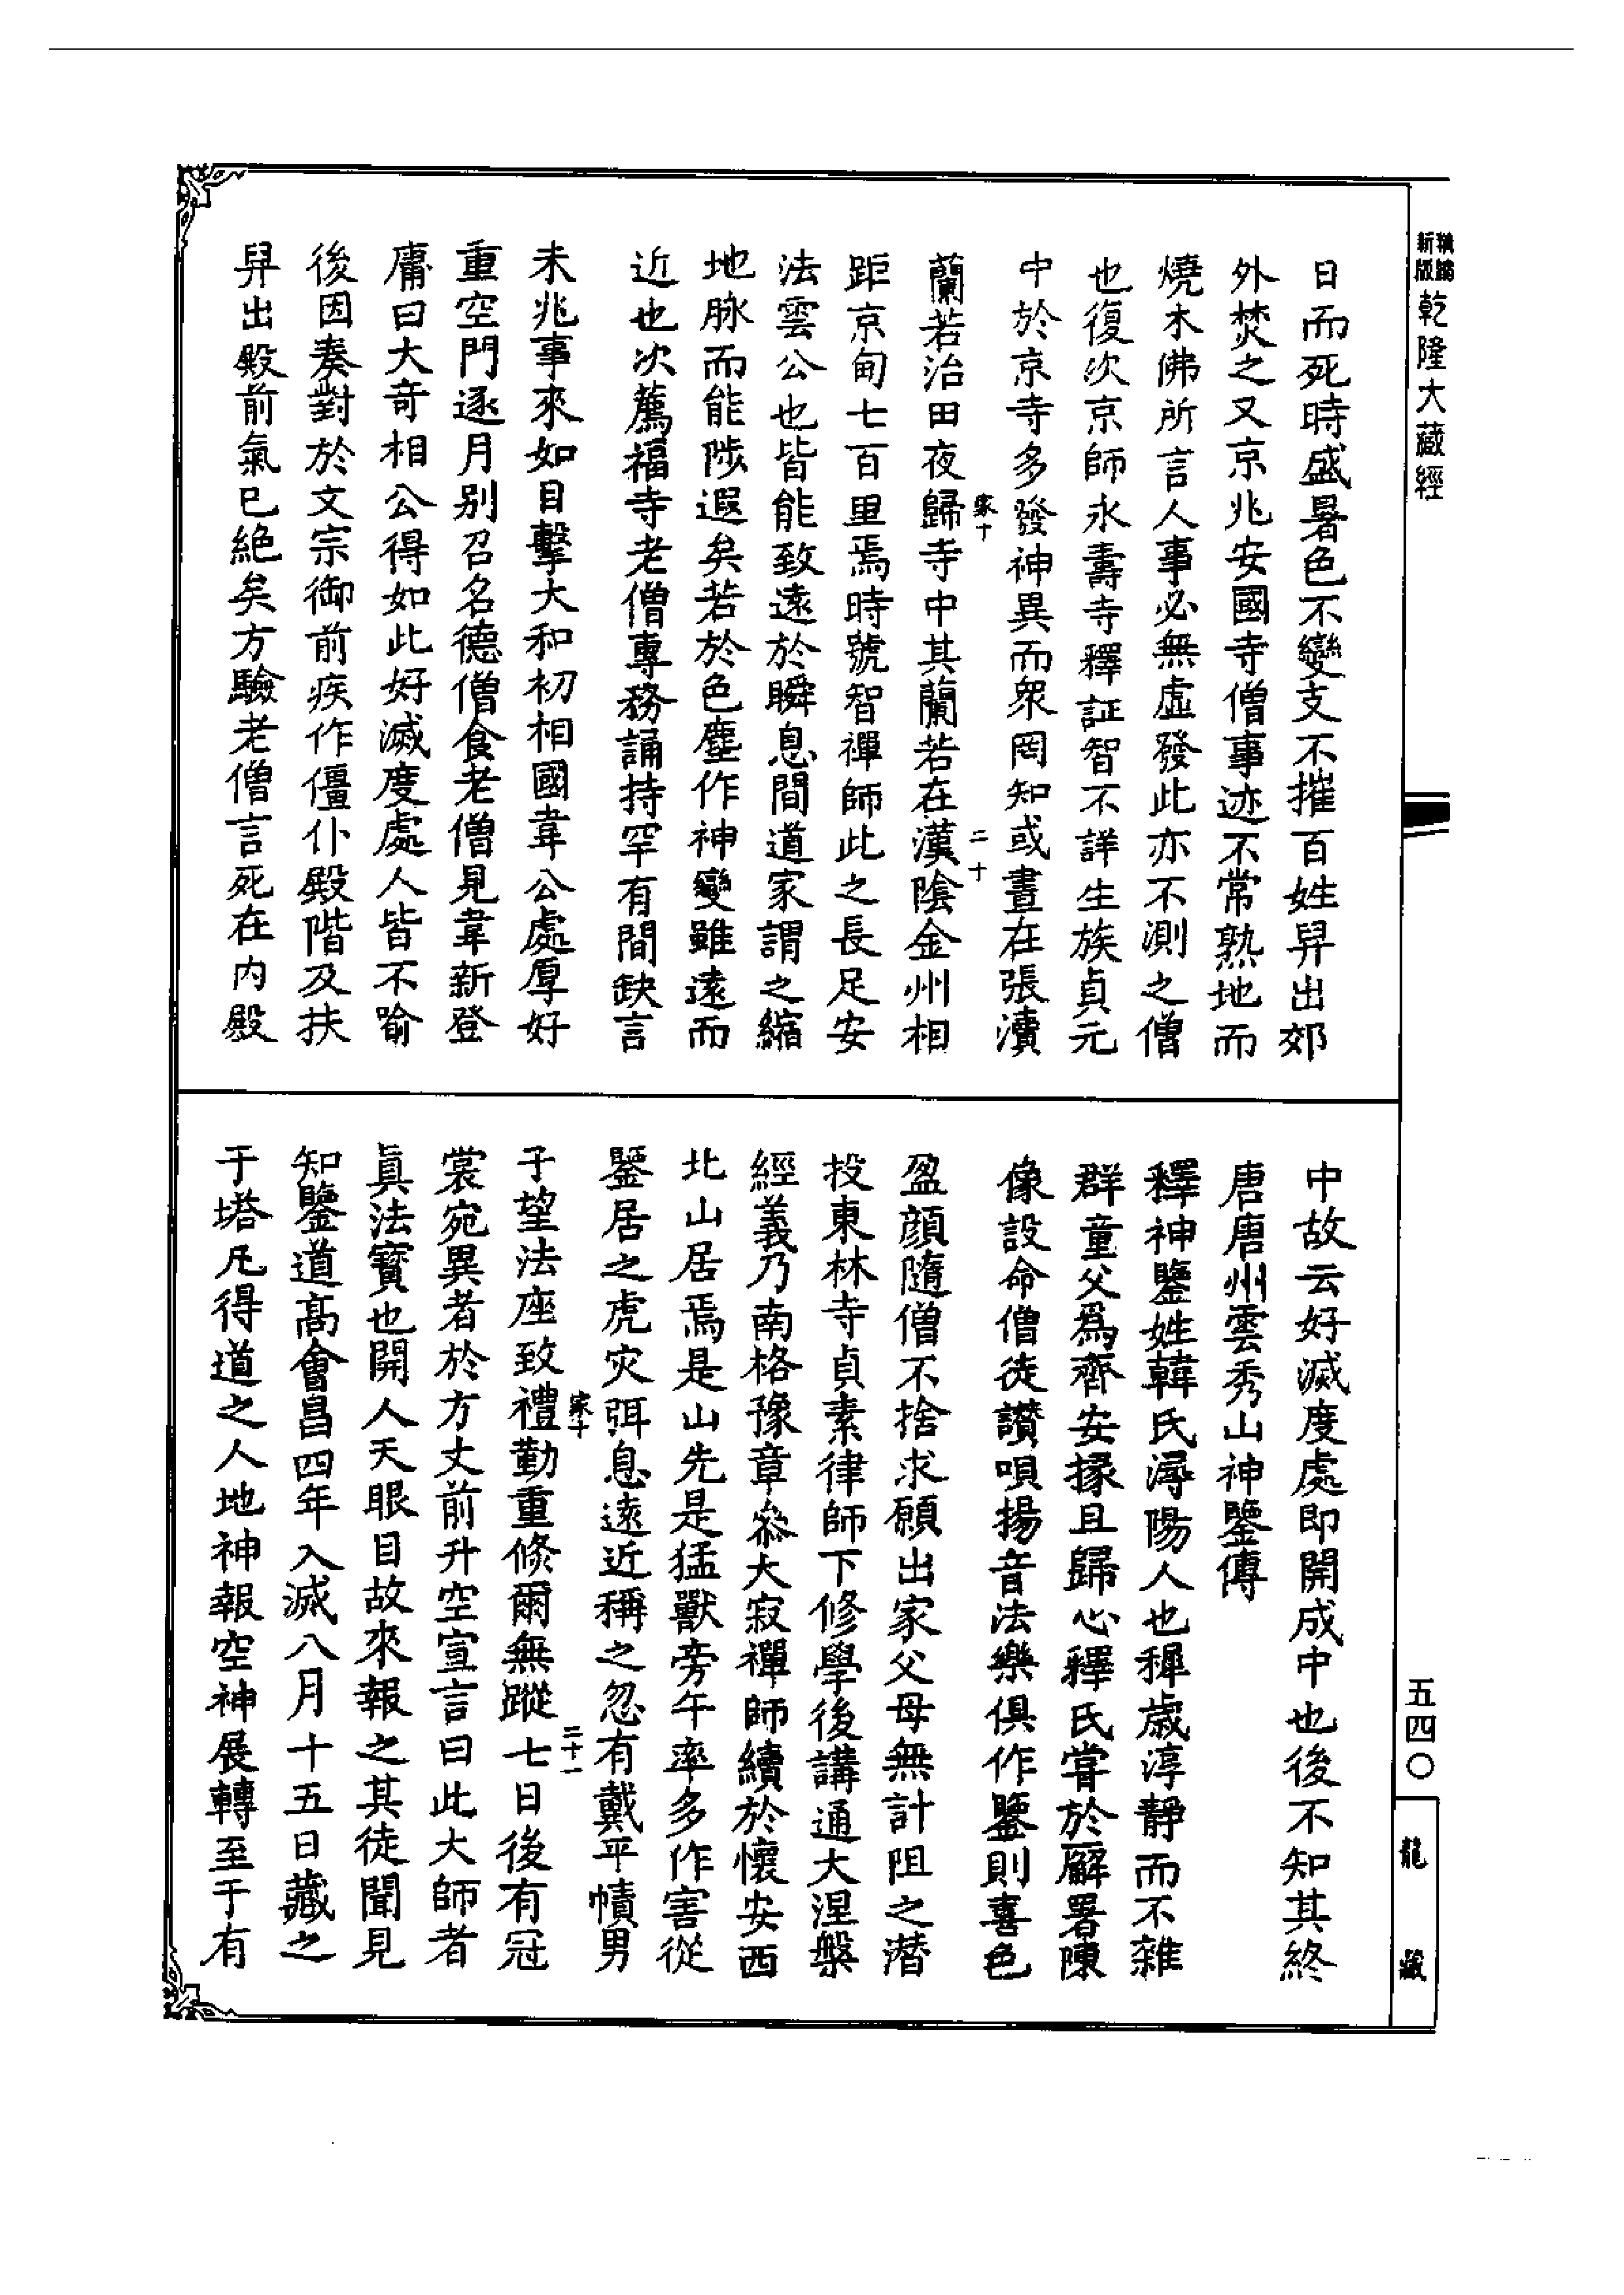 新編
新版
乾隆大藏經
日而死時盛暑色不變支不摧百姓舁出郊
外焚之又京兆安國寺僧事迹不常熟地而
燒木佛所言人事必無虛發此亦不測之僧
也復次京師永壽寺釋証智不詳生族貞元
中於京寺多發神異而衆罔知或晝在張瀆
家十
二十
蘭若治田夜歸寺中其蘭若在漢陰金州相
距京甸七百里焉時號智禪師此之長足安
法雲公也皆能致遠於瞬息間道家謂之縮
地脉而能陟遐矣若於色塵作神變雖遠而
近也次薦福寺老僧專務誦持罕有間缺言
未兆事來如目擊大和初相國韋公處厚好
重空門逐月别召名德僧食老僧見韋新登
庸曰大竒相公得如此好滅度處人皆不喻
後因奏對於文宗御前疾作僵仆殿階及扶
舁出殿前氣已絶矣方驗老僧言死在内殿
中故云好滅度處即開成中也後不知其終
唐唐州雲秀山神鑒傳
釋神鑒姓韓氏潯陽人也穉歲淳靜而不雜
群童父爲齊安掾且歸心釋氏甞於廨署陳
像設命僧徒讃唄揚音法樂俱作鑒則喜色
盈顔隨僧不捨求願出家父母無計阻之潜
投東林寺貞素律師下修學後講通大涅槃
經義乃南格豫章叅大寂禪師續於懷安西
北山居焉是山先是猛獸旁午率多作害從
鑒居之虎灾弭息遠近稱之忽有戴平幘男
家十
三十一
子望法座致禮勤重倏爾無蹤七日後有冠
裳宛異者於方丈前升空宣言曰此大師者
眞法寳也開人天眼目故來報之其徒聞見
知鑒道髙會昌四年入滅八月十五日藏之
于塔凡得道之人地神報空神展轉至于有
五四〇
龍藏